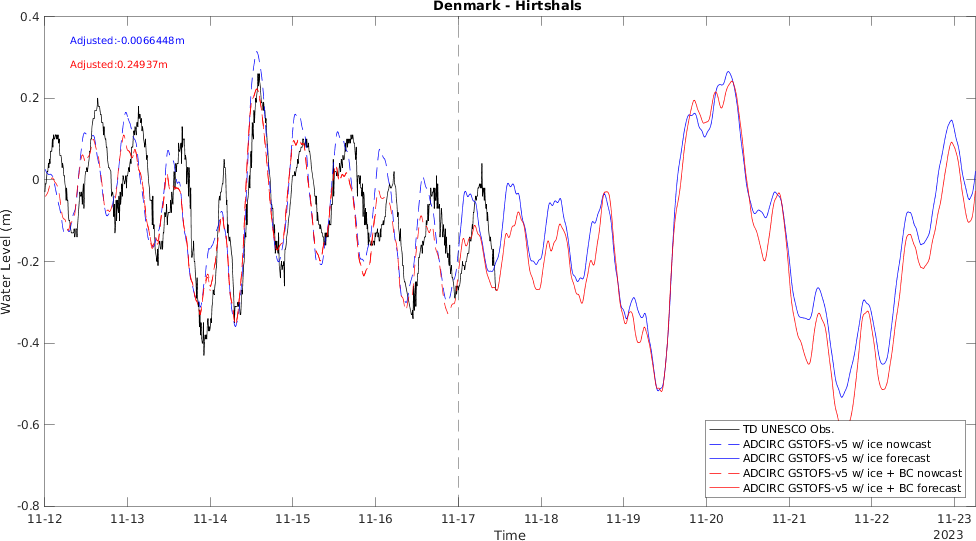 Denmark - Hirtshals
Adjusted:-0.0066448m
Adjusted:0.24937m
Water Level (m)
0.4
0.2
0
-0.2
-0.4
-0.6
-0.8
TD UNESCO Obs.
ADCIRC GSTOFS-v5 w/ ice nowcast
ADCIRC GSTOFS-v5 w/ ice forecast
ADCIRC GSTOFS-v5 w/ ice + BC nowcast
ADCIRC GSTOFS-v5 w/ ice + BC forecast
11-12 11-13 11-14 11-15 11-16 11-17 11-18 11-19 11-20 11-21 11-22 11-23
Time
2023